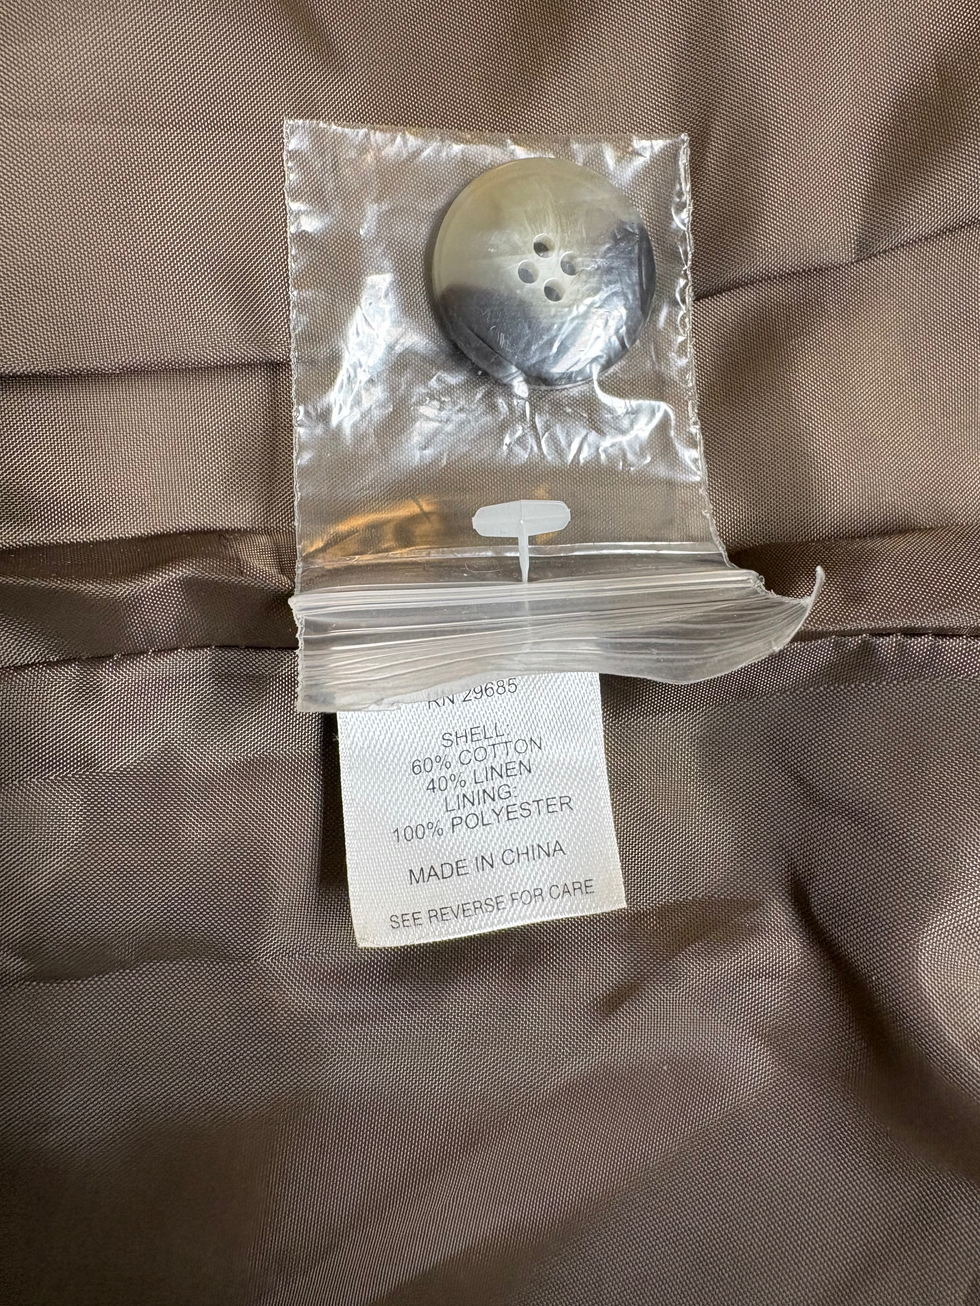 RN 29685
SHELL:
60% COTTON
40% LINEN
LINING:
100% POLYESTER
MADE IN CHINA
SEE REVERSE FOR CARE